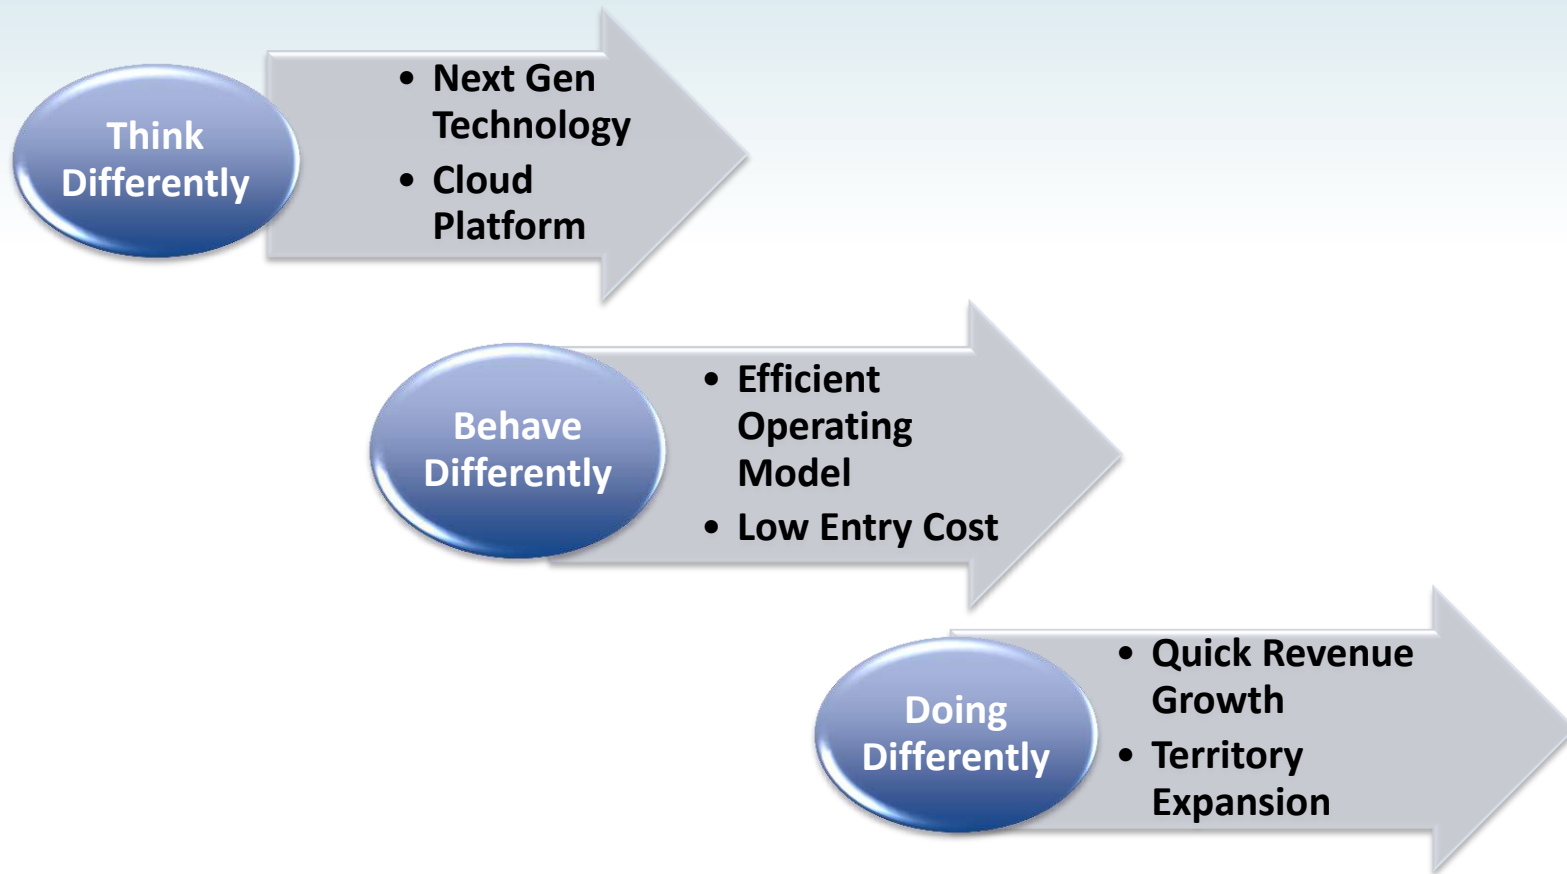 Think
Differently
• Next Gen
Technology
• Cloud
Platform
Behave
Differently
• Efficient
Operating
Model
• Low Entry Cost
Doing
Differently
• Quick Revenue
Growth
• Territory
Expansion